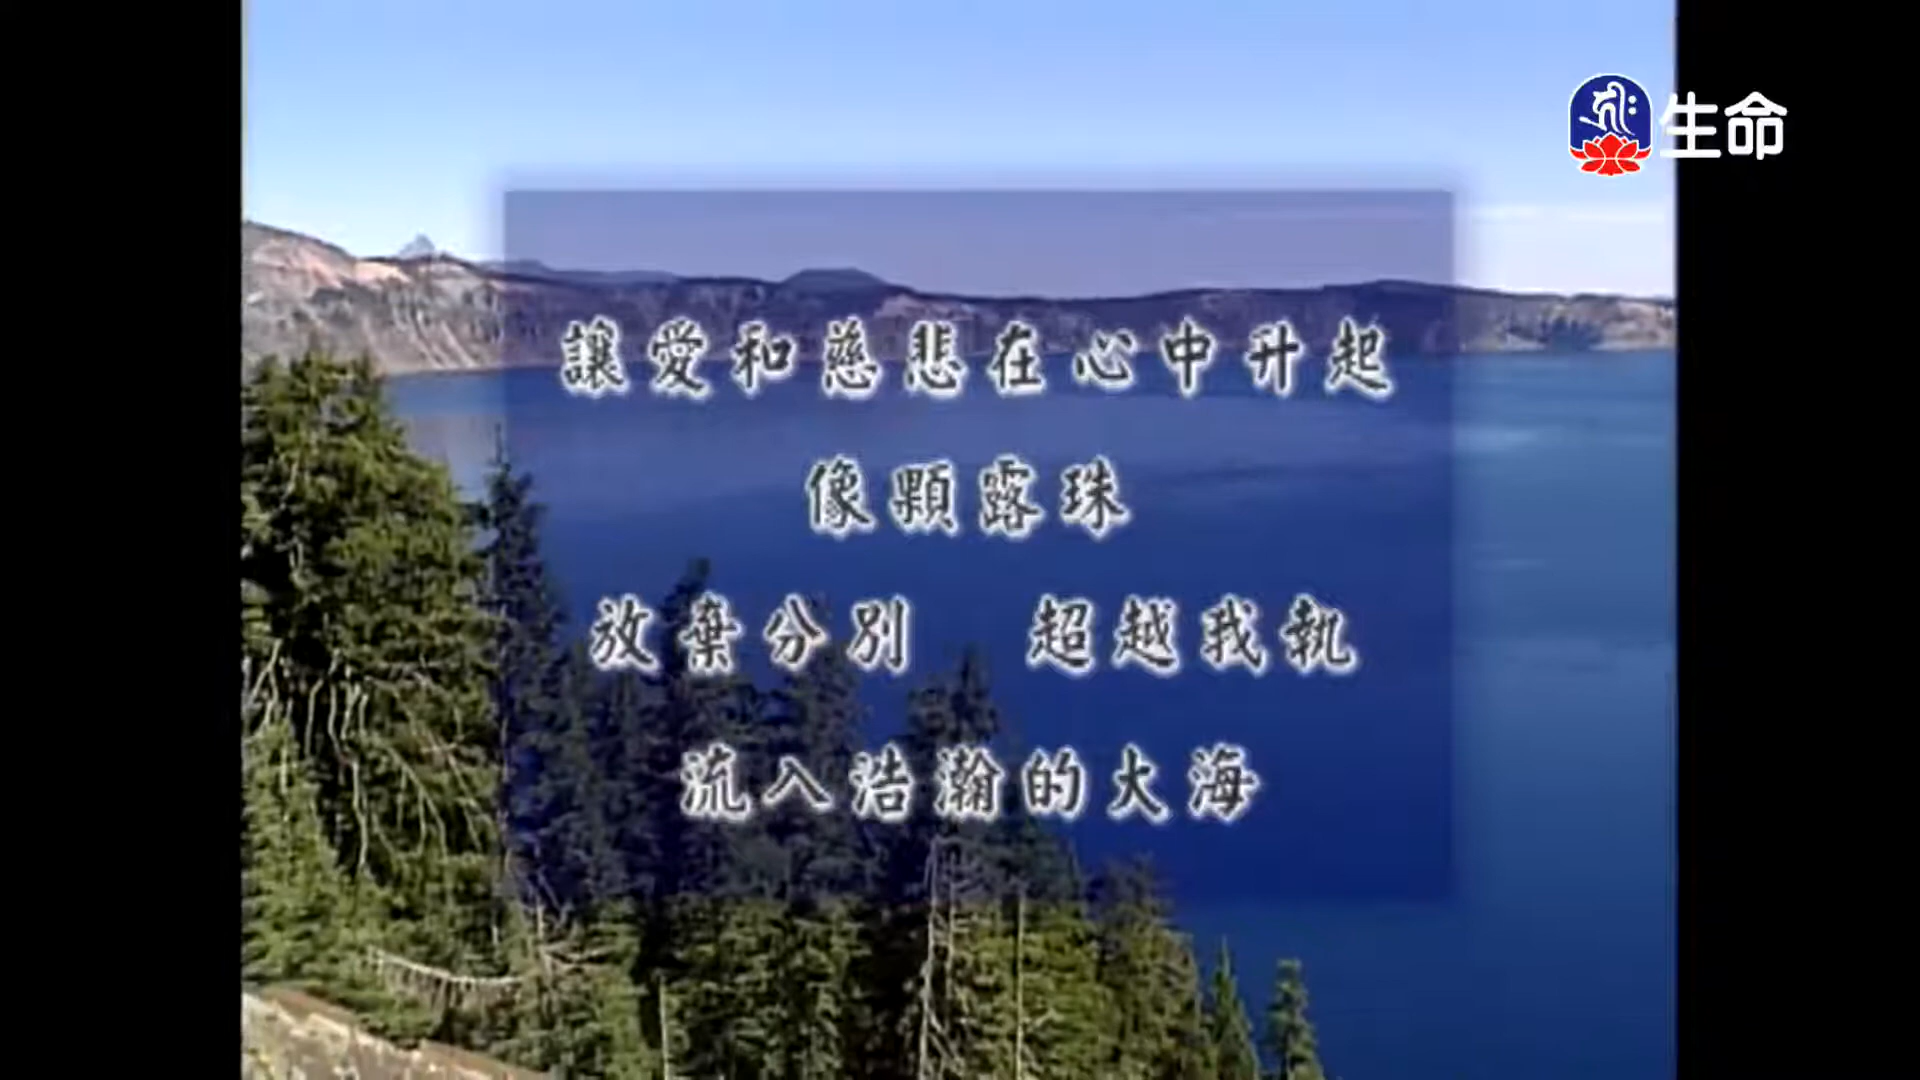 生命
讓愛和慈悲在心中升起
像顆露珠
放棄分別　超越我執
流入浩瀚的大海